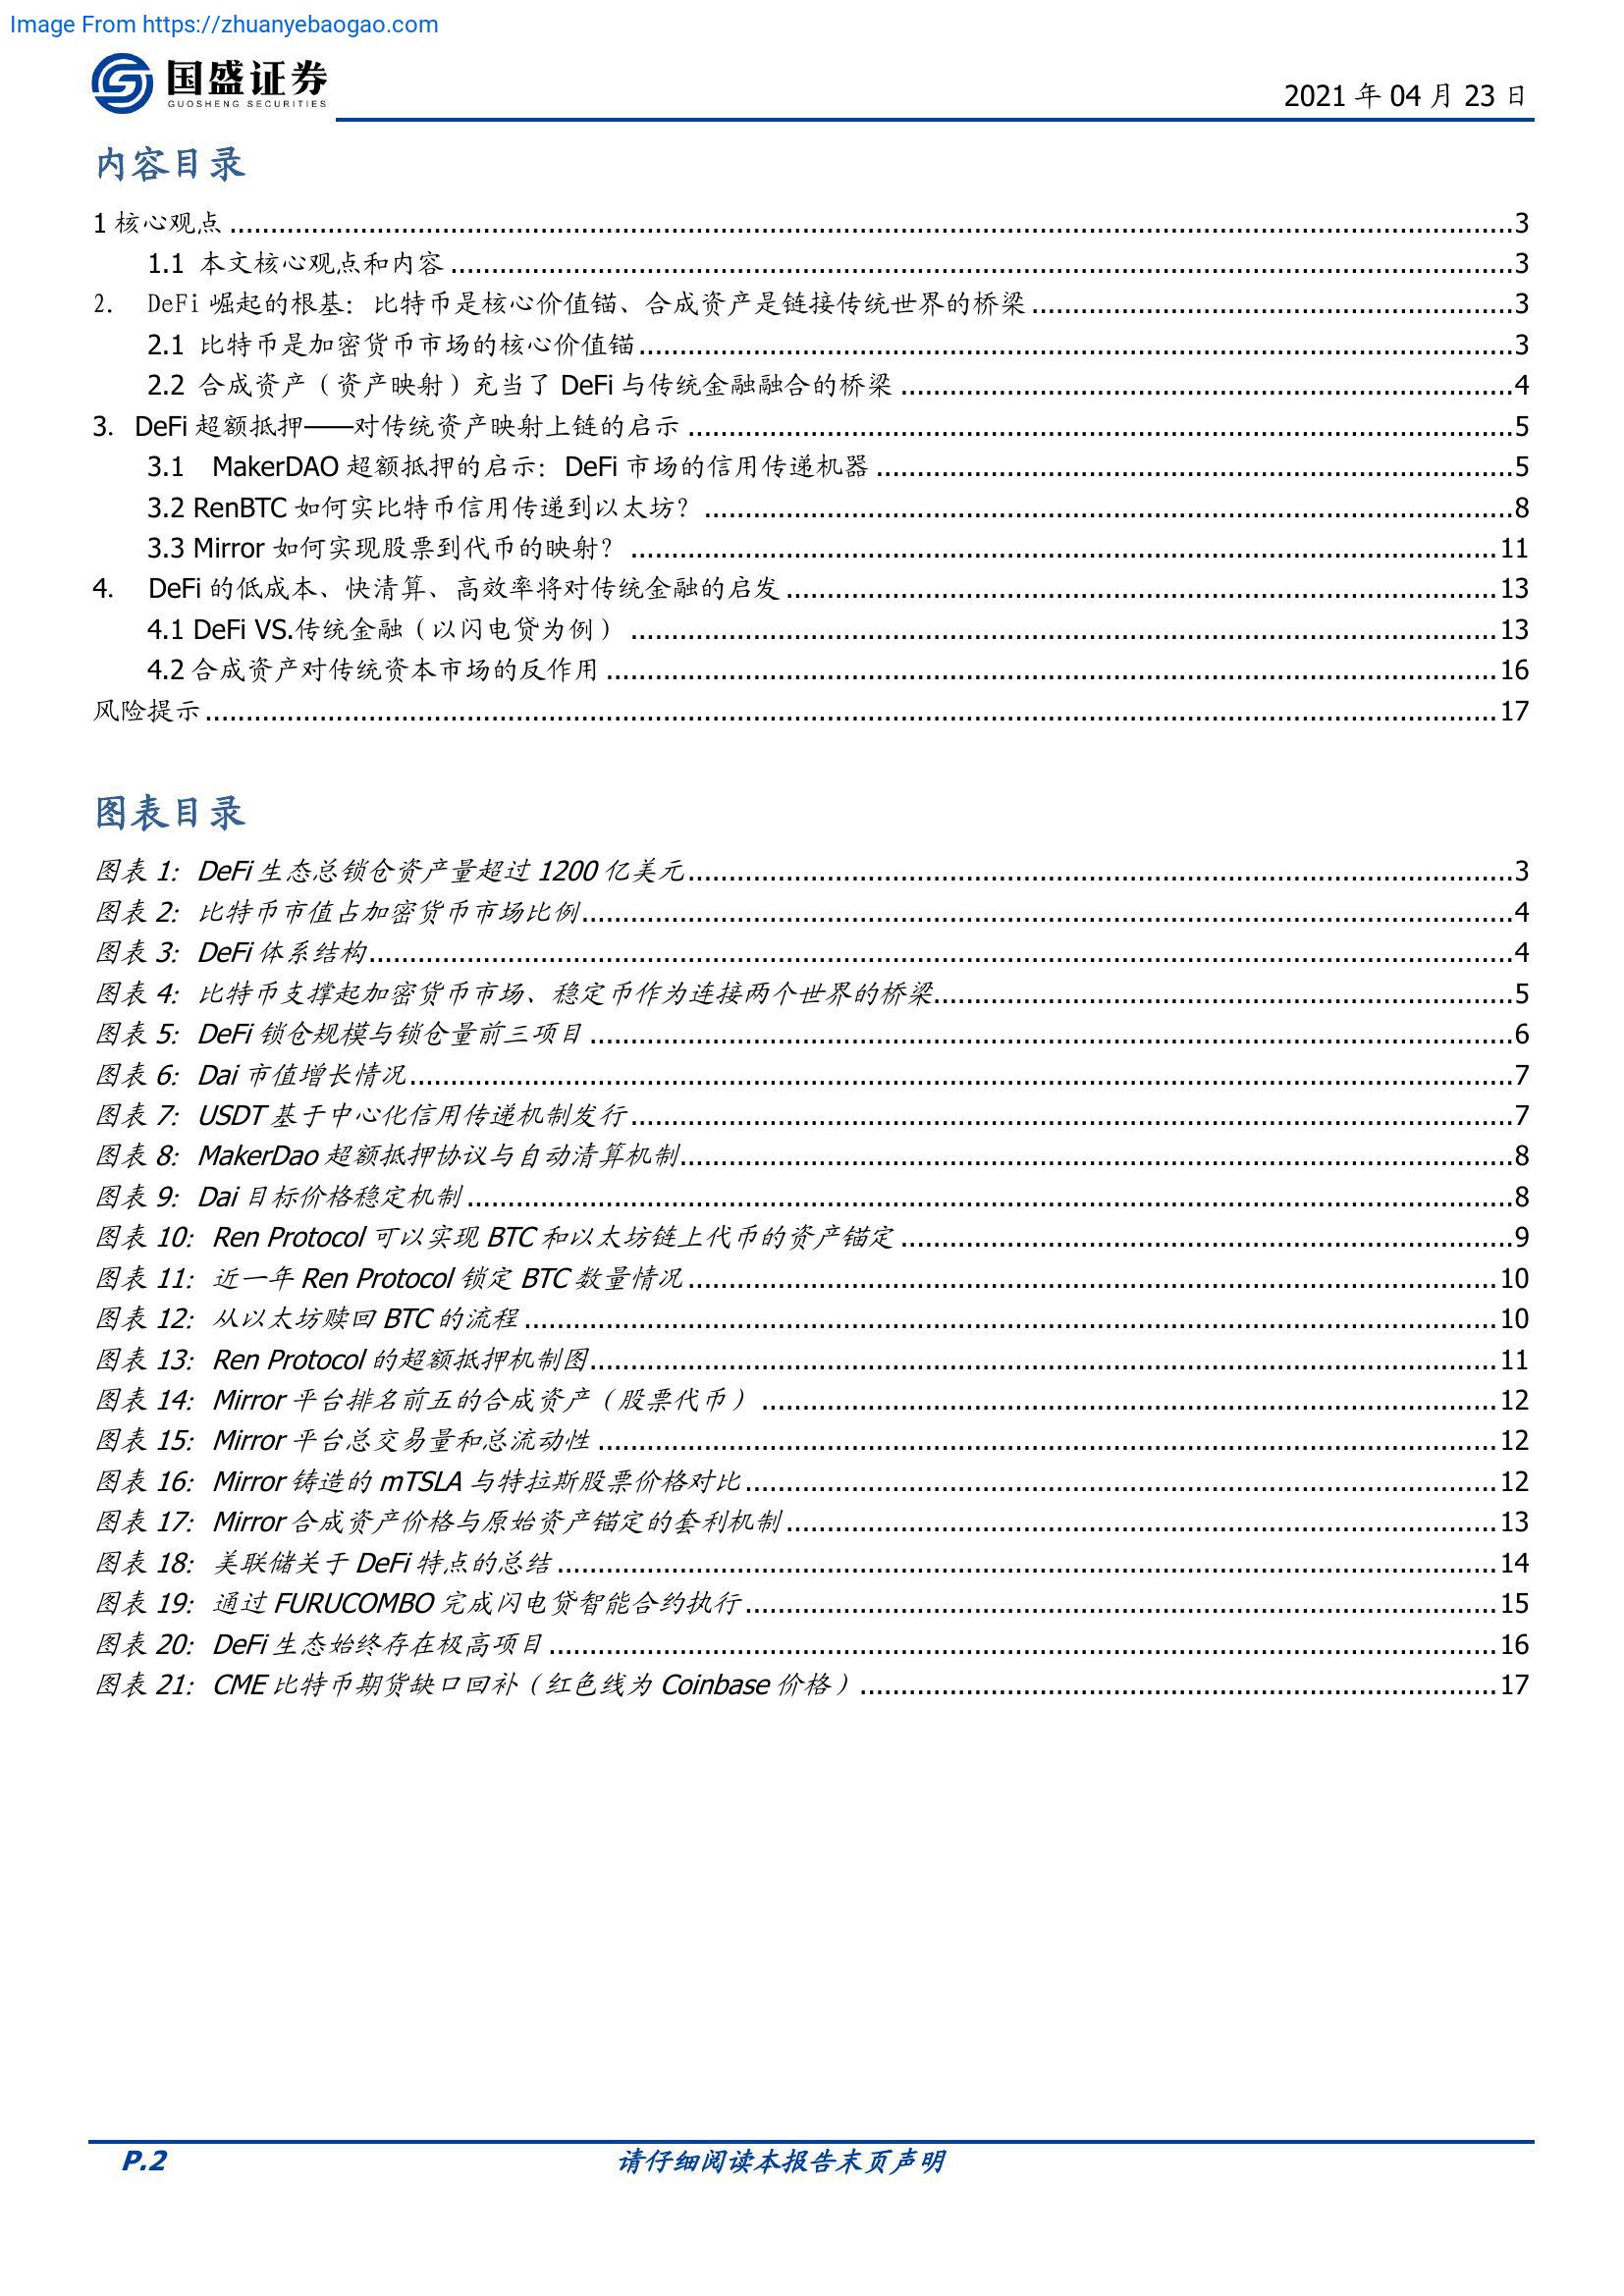 Image From https://zhuanyebaogao.com
国盛证券
GUOSHENG SECURITIES
2021 年 04 月 23 日
内容目录
1 核心观点 ........................................ 3
1.1 本文核心观点和内容 ........................................ 3
2. DeFi 崛起的根基：比特币是核心价值锚、合成资产是链接传统世界的桥梁 ........................................ 3
2.1 比特币是加密货币市场的核心价值锚 ........................................ 3
2.2 合成资产（资产映射）充当了 DeFi 与传统金融融合的桥梁 ........................................ 4
3. DeFi 超额抵押——对传统资产映射上链的启示 ........................................ 5
3.1 MakerDAO 超额抵押的启示：DeFi 市场的信用传递机器 ........................................ 5
3.2 RenBTC 如何实比特币信用传递到以太坊？ ........................................ 8
3.3 Mirror 如何实现股票到代币的映射？ ........................................ 11
4. DeFi 的低成本、快清算、高效率将对传统金融的启发 ........................................ 13
4.1 DeFi VS.传统金融（以闪电贷为例） ........................................ 13
4.2 合成资产对传统资本市场的反作用 ........................................ 16
风险提示 ........................................ 17
图表目录
图表 1：DeFi 生态总锁仓资产量超过 1200 亿美元 ........................................ 3
图表 2：比特币市值占加密货币市场比例 ........................................ 4
图表 3：DeFi 体系结构 ........................................ 4
图表 4：比特币支撑起加密货币市场、稳定币作为连接两个世界的桥梁 ........................................ 5
图表 5：DeFi 锁仓规模与锁仓量前三项目 ........................................ 6
图表 6：Dai 市值增长情况 ........................................ 7
图表 7：USDT 基于中心化信用传递机制发行 ........................................ 7
图表 8：MakerDao 超额抵押协议与自动清算机制 ........................................ 8
图表 9：Dai 目标价格稳定机制 ........................................ 8
图表 10：Ren Protocol 可以实现 BTC 和以太坊链上代币的资产锚定 ........................................ 9
图表 11：近一年 Ren Protocol 锁定 BTC 数量情况 ........................................ 10
图表 12：从以太坊赎回 BTC 的流程 ........................................ 10
图表 13：Ren Protocol 的超额抵押机制图 ........................................ 11
图表 14：Mirror 平台排名前五的合成资产（股票代币） ........................................ 12
图表 15：Mirror 平台总交易量和总流动性 ........................................ 12
图表 16：Mirror 铸造的 mTSLA 与特拉斯股票价格对比 ........................................ 12
图表 17：Mirror 合成资产价格与原始资产锚定的套利机制 ........................................ 13
图表 18：美联储关于 DeFi 特点的总结 ........................................ 14
图表 19：通过 FURUCOMBO 完成闪电贷智能合约执行 ........................................ 15
图表 20：DeFi 生态始终存在极高项目 ........................................ 16
图表 21：CME 比特币期货缺口回补（红色线为 Coinbase 价格） ........................................ 17
P.2
请仔细阅读本报告末页声明